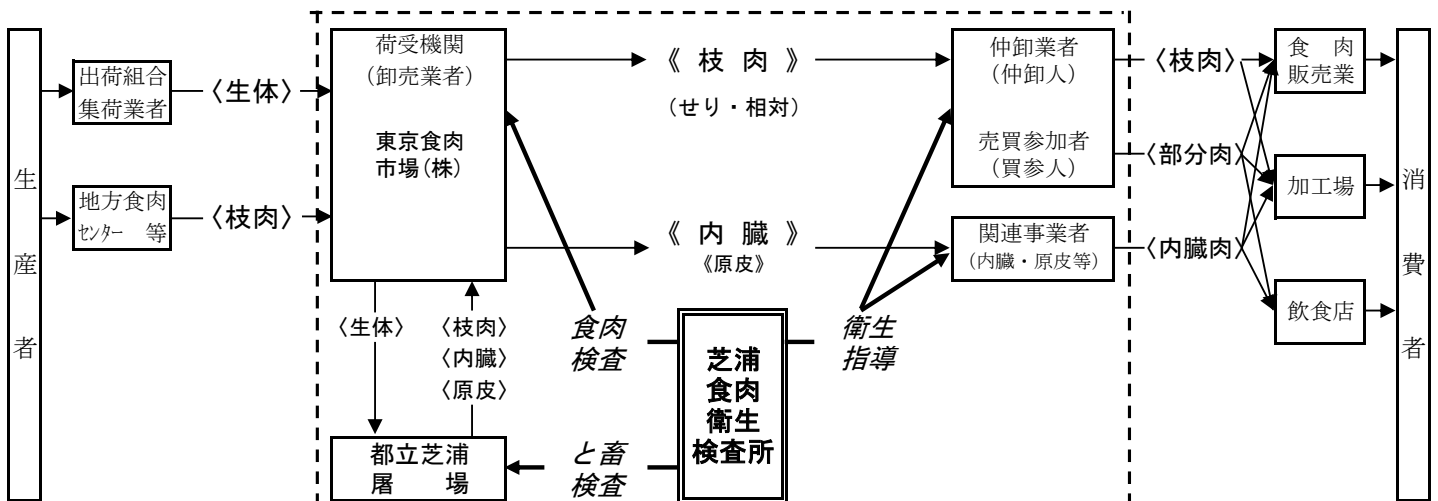 生産者
出荷組合
集荷業者
〈生体〉
地方食肉
センター 等
〈枝肉〉
荷受機関
(卸売業者)
東京食肉
市場(株)
《 枝 肉 》
(せり・相対)
《 内 臓 》
《原皮》
仲卸業者
(仲卸人)
売買参加者
(買参人)
関連事業者
(内臓・原皮等)
〈枝肉〉
〈部分肉〉
〈内臓肉〉
食 肉
販売業
加工場
飲食店
消費者
〈生体〉
〈枝肉〉
〈内臓〉
〈原皮〉
食肉
検査
芝浦
食肉
衛生
検査所
衛生
指導
都立芝浦
屠 場
と畜
検査